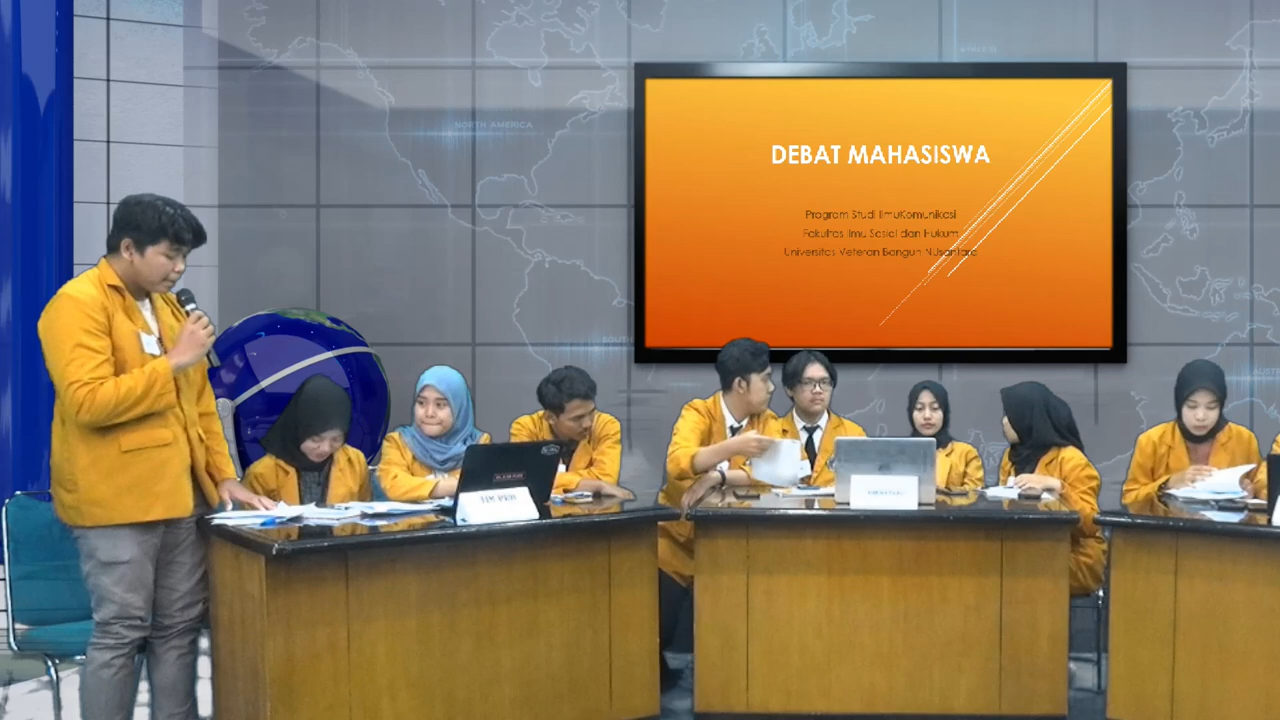 NORTH AMERICA
DEBAT MAHASISWA
Program Studi IlmuKomunikasi
Fakultas Ilmu Sosial dan Hukum
Universitas Veteran Bangun NUsantara
TIM PRO